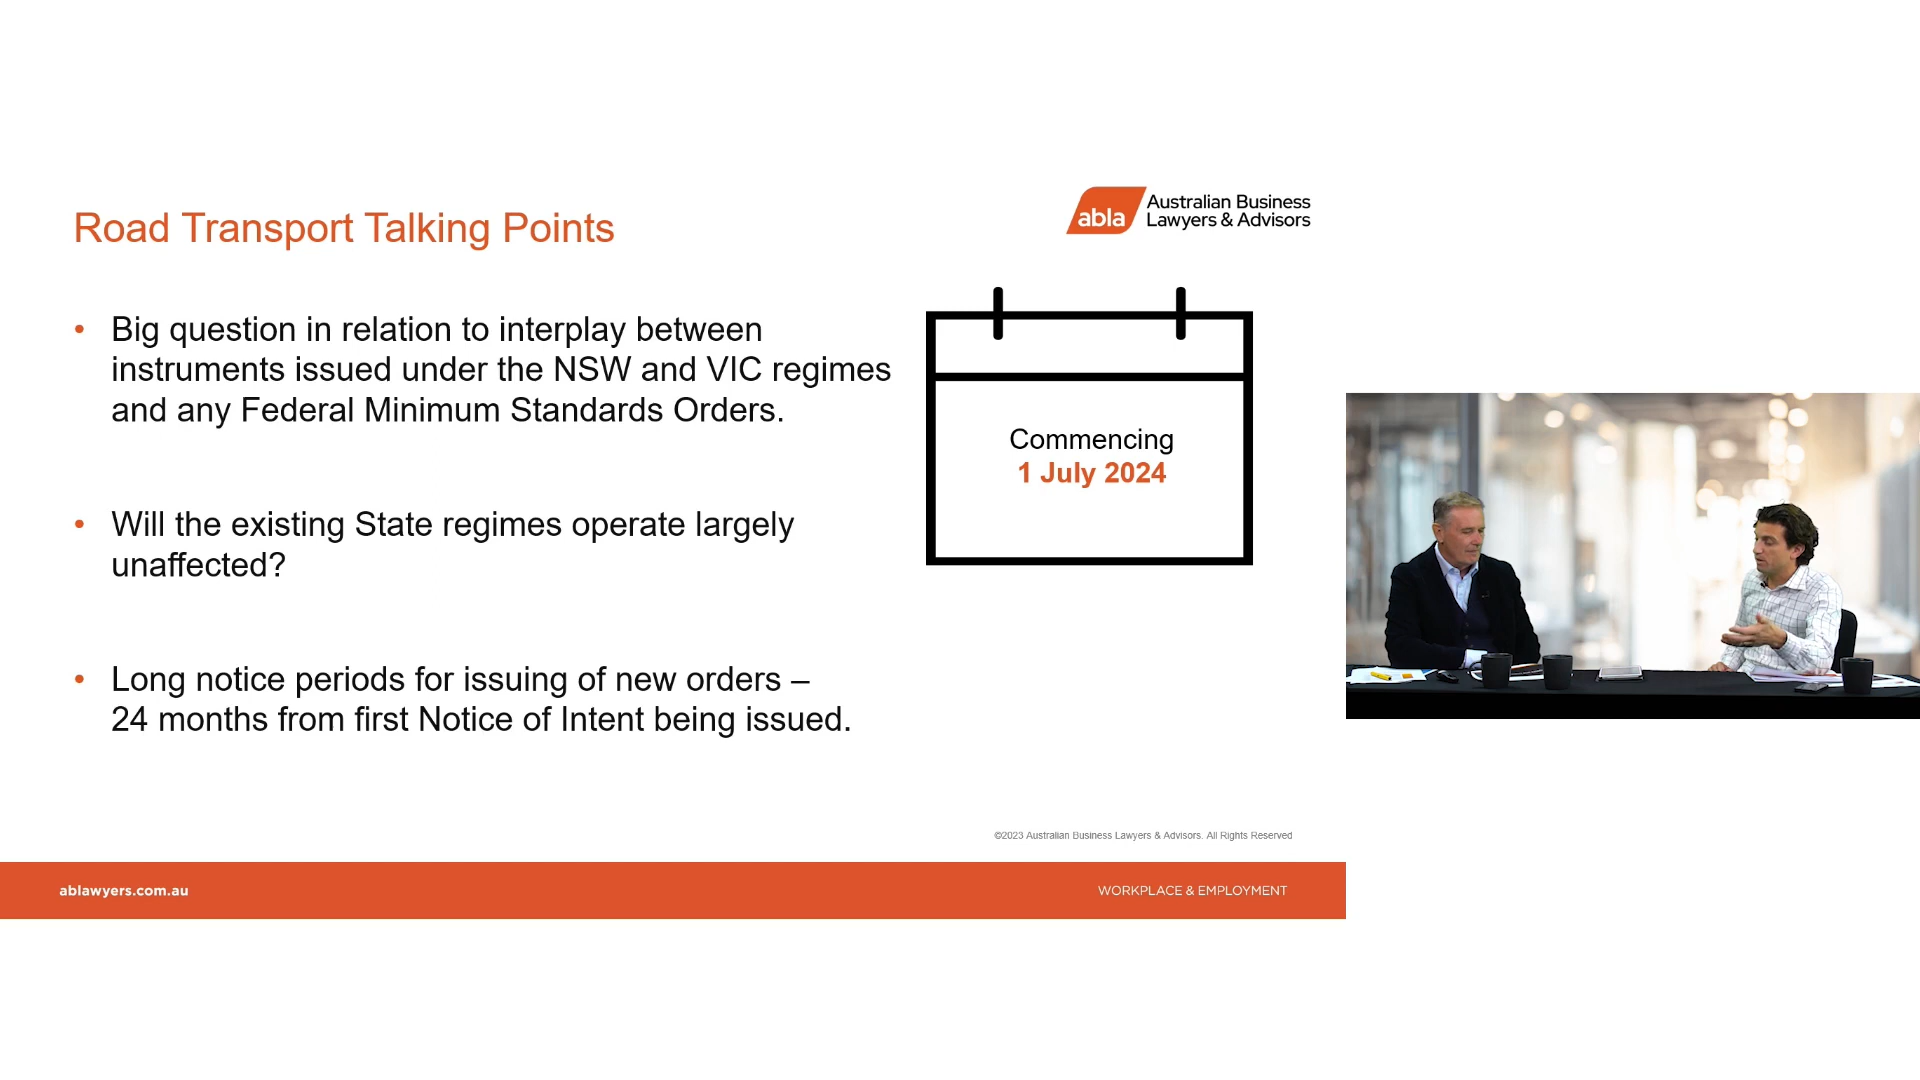 Road Transport Talking Points
abla
Australian Business
Lawyers & Advisors
• Big question in relation to interplay between
instruments issued under the NSW and VIC regimes
and any Federal Minimum Standards Orders.
• Will the existing State regimes operate largely
unaffected?
• Long notice periods for issuing of new orders –
24 months from first Notice of Intent being issued.
Commencing
1 July 2024
©2023 Australian Business Lawyers & Advisors. All Rights Reserved
ablawyers.com.au
WORKPLACE & EMPLOYMENT